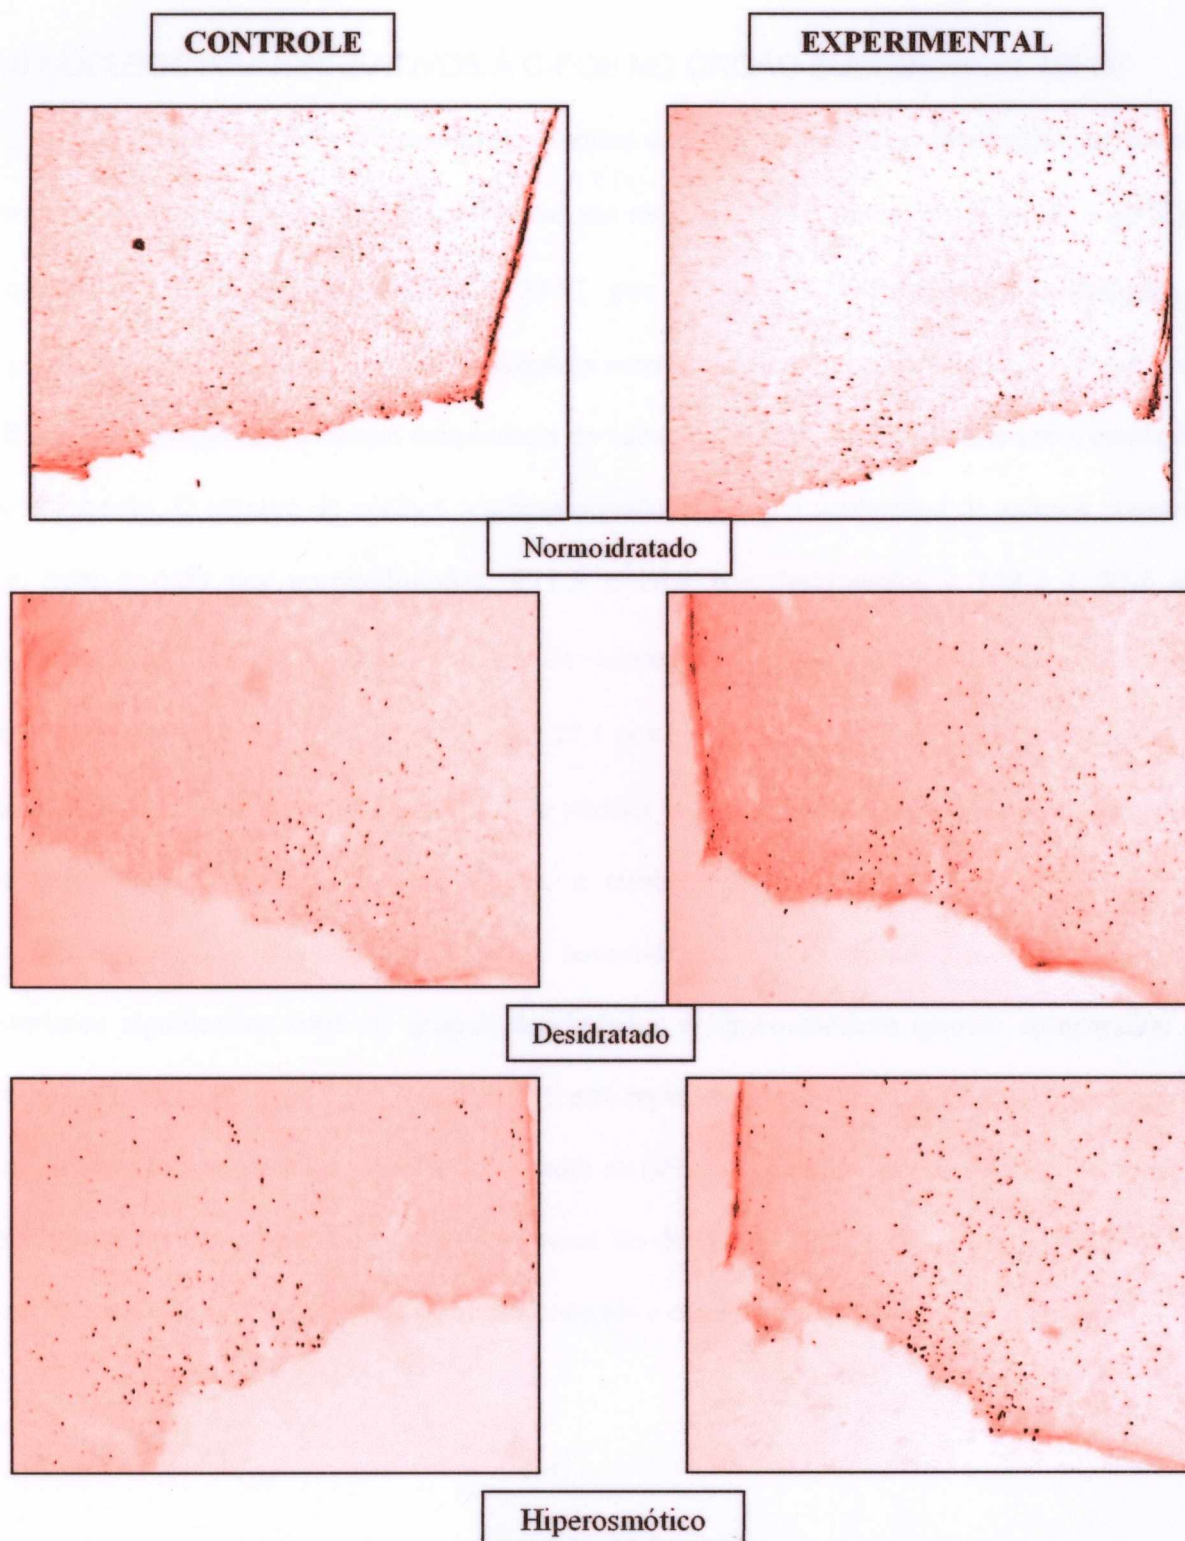 CONTROLE
EXPERIMENTAL
Normoidratado
Desidratado
Hiperosmótico